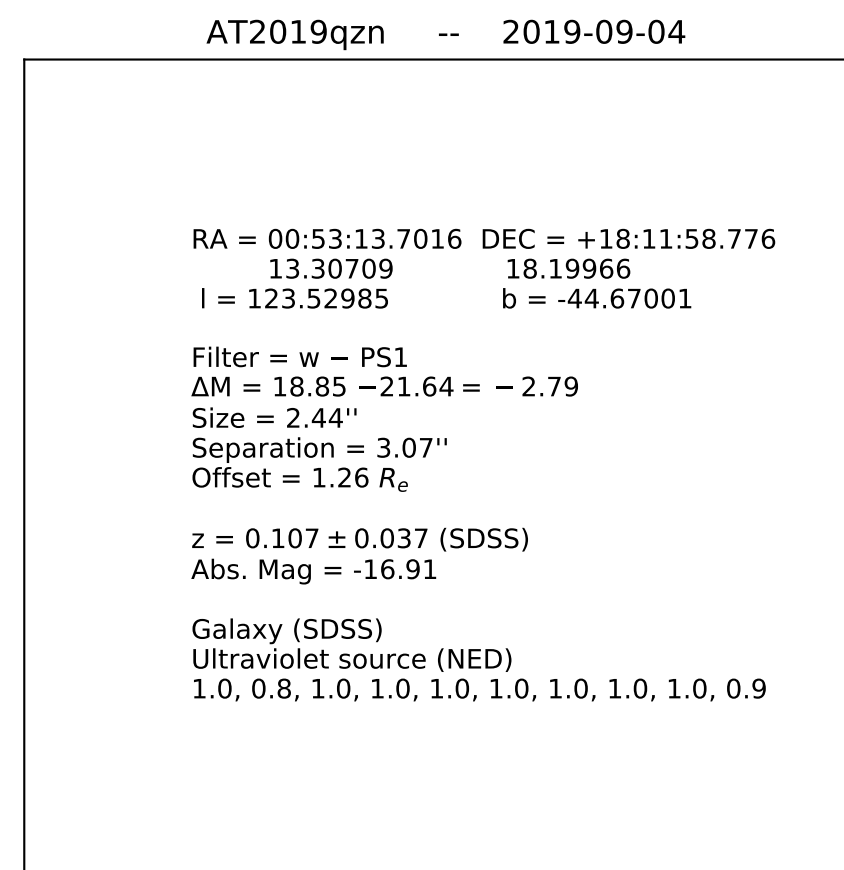 AT2019qzn -- 2019-09-04
RA = 00:53:13.7016 DEC = +18:11:58.776
13.30709 18.19966
l = 123.52985 b = -44.67001
Filter = w − PS1
ΔM = 18.85 −21.64 = − 2.79
Size = 2.44''
Separation = 3.07''
Offset = 1.26 Rₑ
z = 0.107 ± 0.037 (SDSS)
Abs. Mag = -16.91
Galaxy (SDSS)
Ultraviolet source (NED)
1.0, 0.8, 1.0, 1.0, 1.0, 1.0, 1.0, 1.0, 1.0, 0.9